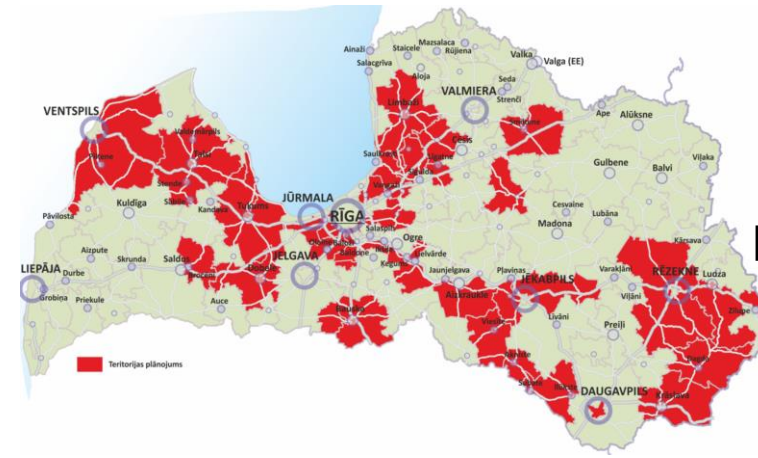 Ainaži
Staicele
Mazsalaca
Rūjiena
Valka
Valga (EE)
Salacgrīva
Aloja
Seda
Strenči
VALMIERA
Limbaži
Ape
Alūksne
VENTSPILS
Valdemārpils
Smiltene
Cēsis
Piltene
Talsi
Saulkrasti
Līgatne
Sigulda
Gulbene
Balvi
Viļaka
Stende
Sabile
Kandava
Kuldīga
Vangaži
JŪRMALA
RĪGA
Tukums
Cesvaine
Lubāna
Madona
Pāvilosta
Salaspils
Olaine
Baloži
Baldone
Ikšķile
Ogre
Lielvārde
Ķegums
Kārsava
Aizpute
Skrunda
Saldus
Brocēni
Dobele
JELGAVA
LIEPĀJA
Durbe
Grobiņa
Priekule
Auce
Jaunjelgava
Pļaviņas
Aizkraukle
JĒKABPILS
Varakļāni
Viļāni
RĒZEKNE
Ludza
Zilupe
Bauska
Viesīte
Līvāni
Preiļi
Aknīste
Dagda
Subate
Ilūkste
DAUGAVPILS
Krāslava
Teritorijas plānojums